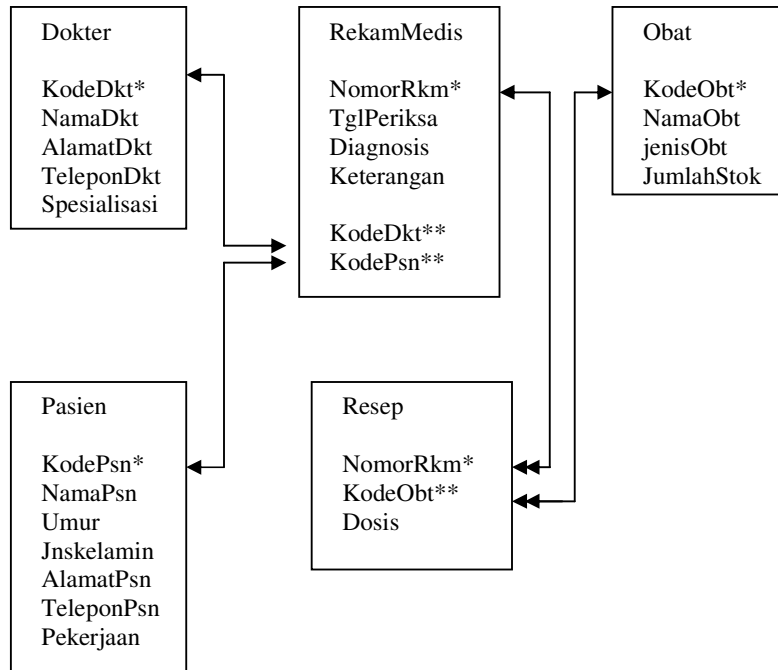 Dokter
KodeDkt*
NamaDkt
AlamatDkt
TeleponDkt
Spesialisasi
RekamMedis
NomorRkm*
TglPeriksa
Diagnosis
Keterangan
KodeDkt**
KodePsn**
Obat
KodeObt*
NamaObt
jenisObt
JumlahStok
Pasien
KodePsn*
NamaPsn
Umur
Jnskelamin
AlamatPsn
TeleponPsn
Pekerjaan
Resep
NomorRkm*
KodeObt**
Dosis